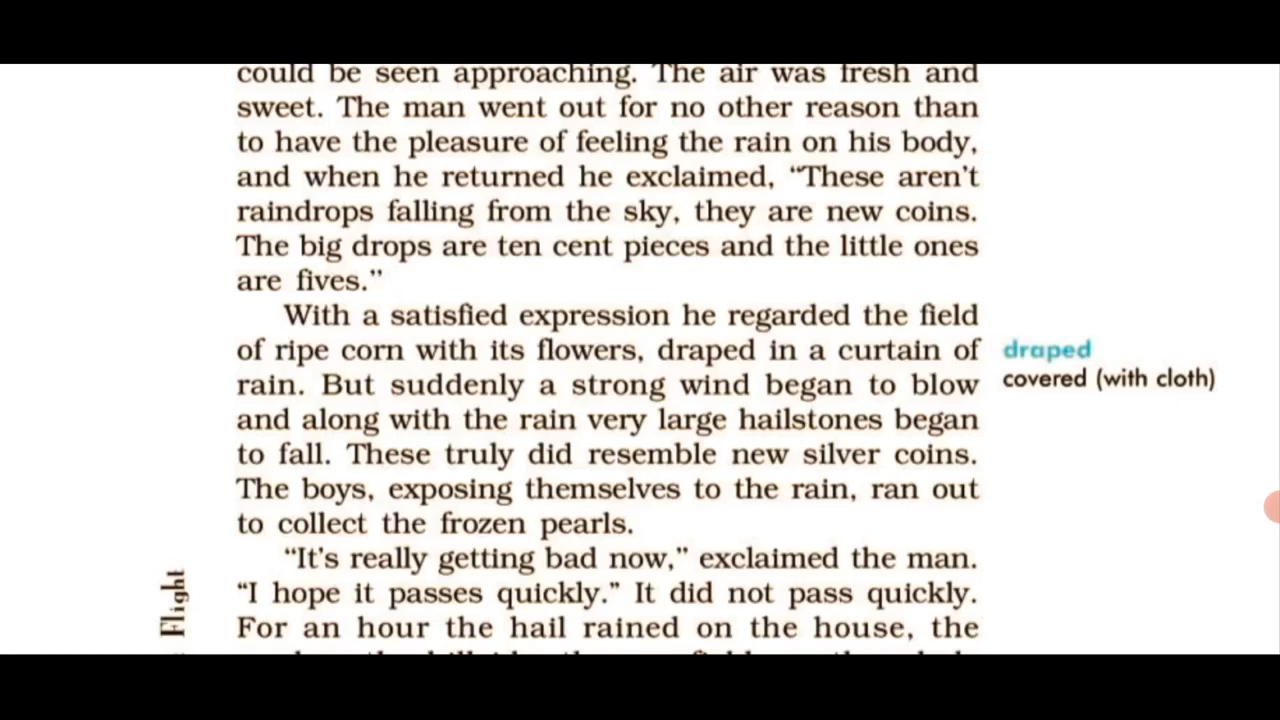 could be seen approaching. The air was fresh and
sweet. The man went out for no other reason than
to have the pleasure of feeling the rain on his body,
and when he returned he exclaimed, “These aren’t
raindrops falling from the sky, they are new coins.
The big drops are ten cent pieces and the little ones
are fives.”
With a satisfied expression he regarded the field
of ripe corn with its flowers, draped in a curtain of
rain. But suddenly a strong wind began to blow
and along with the rain very large hailstones began
to fall. These truly did resemble new silver coins.
The boys, exposing themselves to the rain, ran out
to collect the frozen pearls.
“It’s really getting bad now,” exclaimed the man.
“I hope it passes quickly.” It did not pass quickly.
For an hour the hail rained on the house, the
draped
covered (with cloth)
Flight